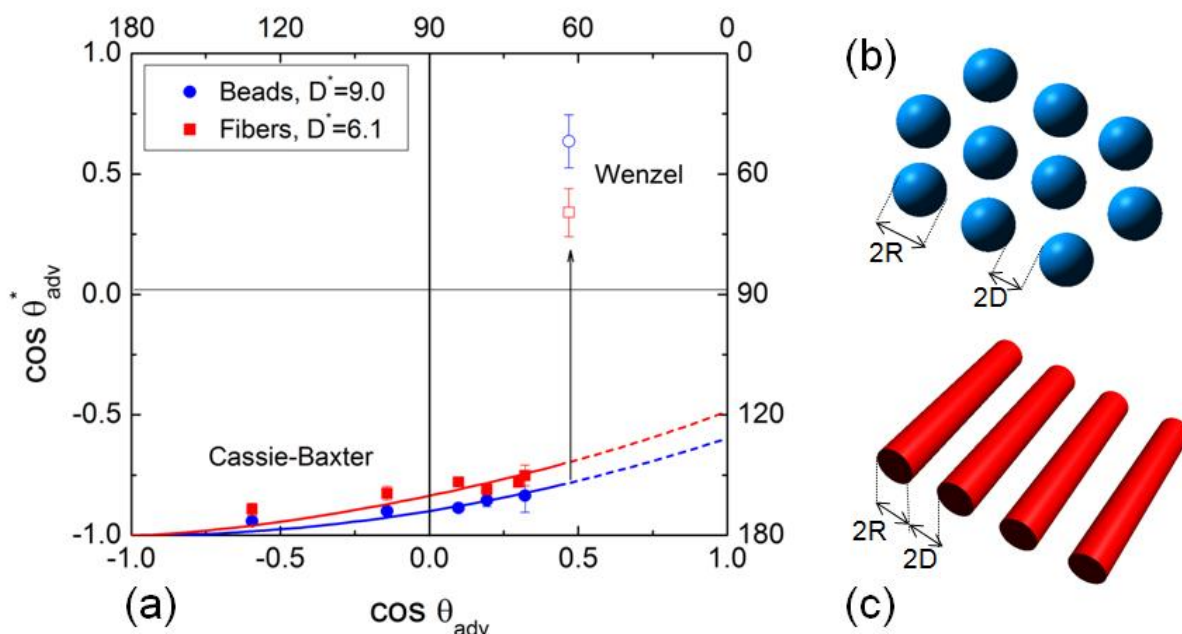 180 120 90 60 0
1.0 0
Beads, D*=9.0
Fibers, D*=6.1
0.5 60
Wenzel
0.0 90
cos θ*adv
-0.5 120
Cassie-Baxter
-1.0 180
-1.0 -0.5 0.0 0.5 1.0
(a) cos θadv
(b)
2R
2D
2R
2D
(c)